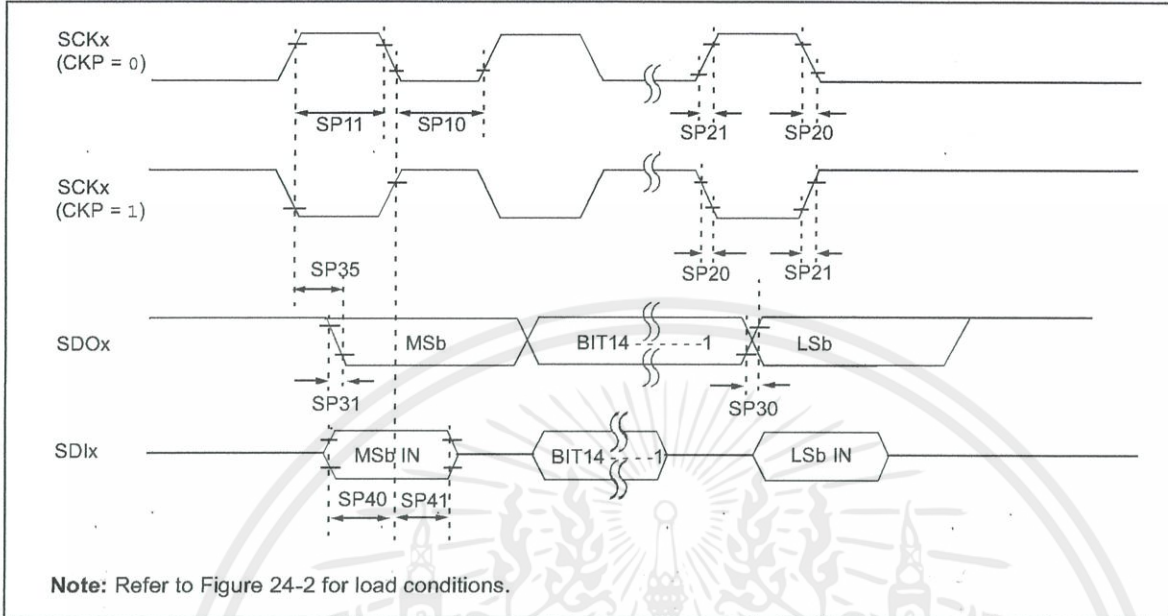 SCKx
(CKP = 0)
SP11
SP10
SP21
SP20
SCKx
(CKP = 1)
SP35
SP20
SP21
SDOx
MSb
BIT14 - - - - - -1
LSb
SP31
SP30
SDIx
MSb IN
BIT14 - - - -1
LSb IN
SP40
SP41
Note: Refer to Figure 24-2 for load conditions.